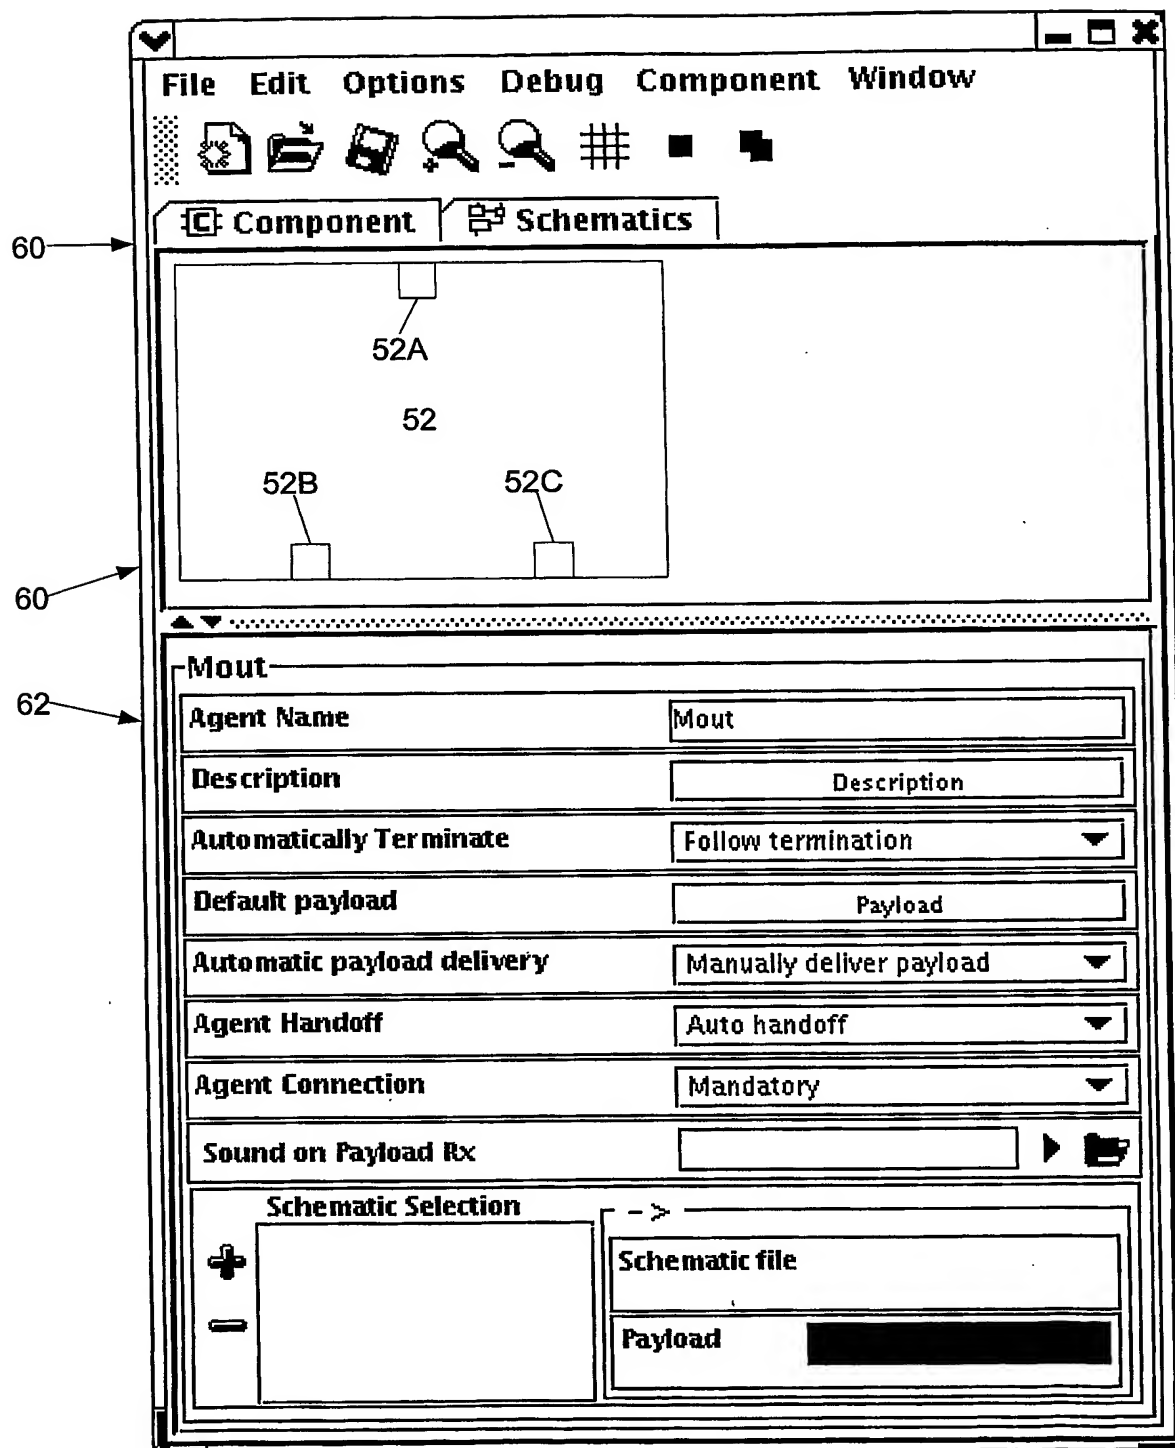 File Edit Options Debug Component Window
C Component Schematics
60
52A
52
52B 52C
60
Mout
62
Agent Name Mout
Description Description
Automatically Terminate Follow termination
Default payload Payload
Automatic payload delivery Manually deliver payload
Agent Handoff Auto handoff
Agent Connection Mandatory
Sound on Payload Rx
Schematic Selection ->
Schematic file
Payload